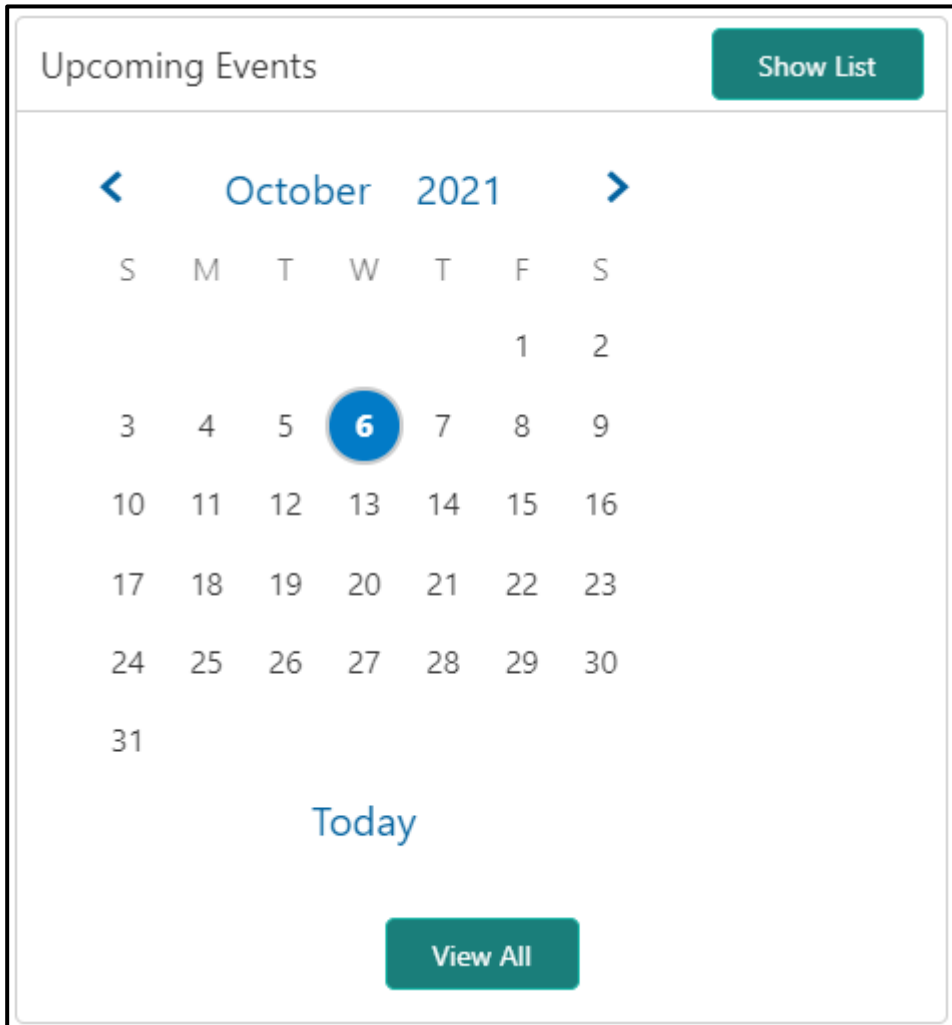 Upcoming Events Show List
October 2021
S M T W T F S
1 2
3 4 5 6 7 8 9
10 11 12 13 14 15 16
17 18 19 20 21 22 23
24 25 26 27 28 29 30
31
Today
View All